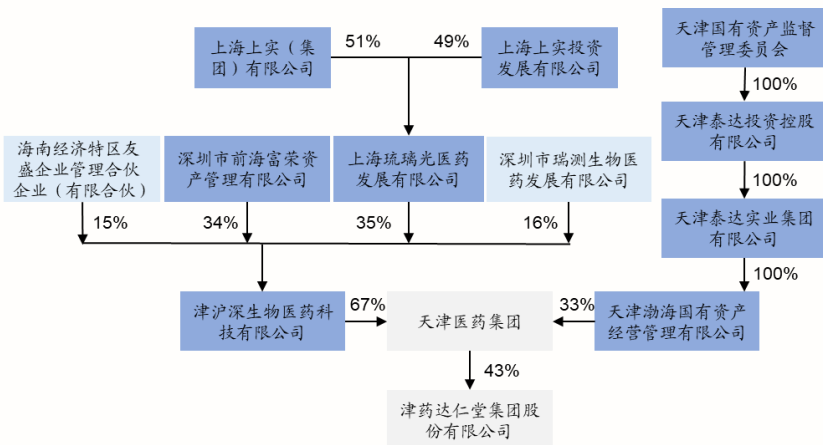 上海上实（集
团）有限公司
51%
49%
上海上实投资
发展有限公司
天津国有资产监督
管理委员会
100%
海南经济特区友
盛企业管理合伙
企业（有限合伙）
深圳市前海富荣资
产管理有限公司
上海琉璃光医药
发展有限公司
深圳市瑞测生物医
药发展有限公司
天津泰达投资控股
有限公司
100%
15%
34%
35%
16%
天津泰达实业集团
有限公司
100%
津沪深生物医药科
技有限公司
67%
天津医药集团
33%
天津渤海国有资产
经营管理有限公司
43%
津药达仁堂集团股
份有限公司